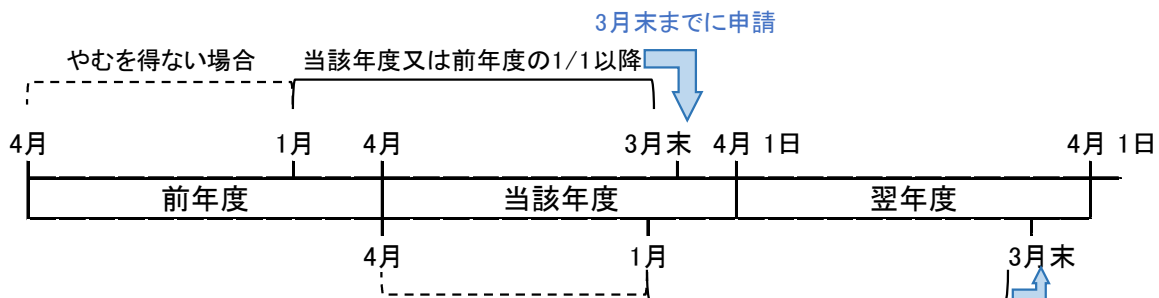 3月末までに申請
やむを得ない場合 当該年度又は前年度の1/1以降
4月 1月 4月 3月末 4月 1日 4月 1日
前年度 当該年度 翌年度
4月 1月 3月末